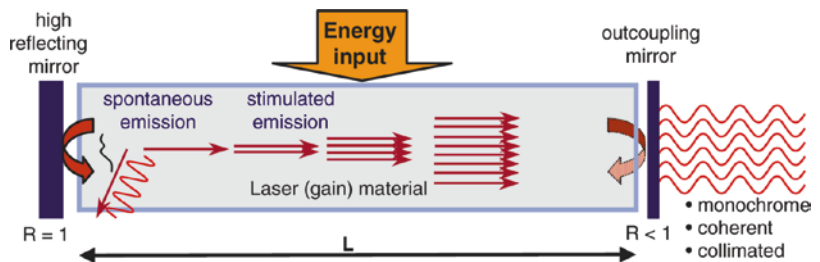 high
reflecting
mirror
Energy
input
outcoupling
mirror
spontaneous
emission
stimulated
emission
Laser (gain) material
R = 1
L
R < 1
• monochrome
• coherent
• collimated